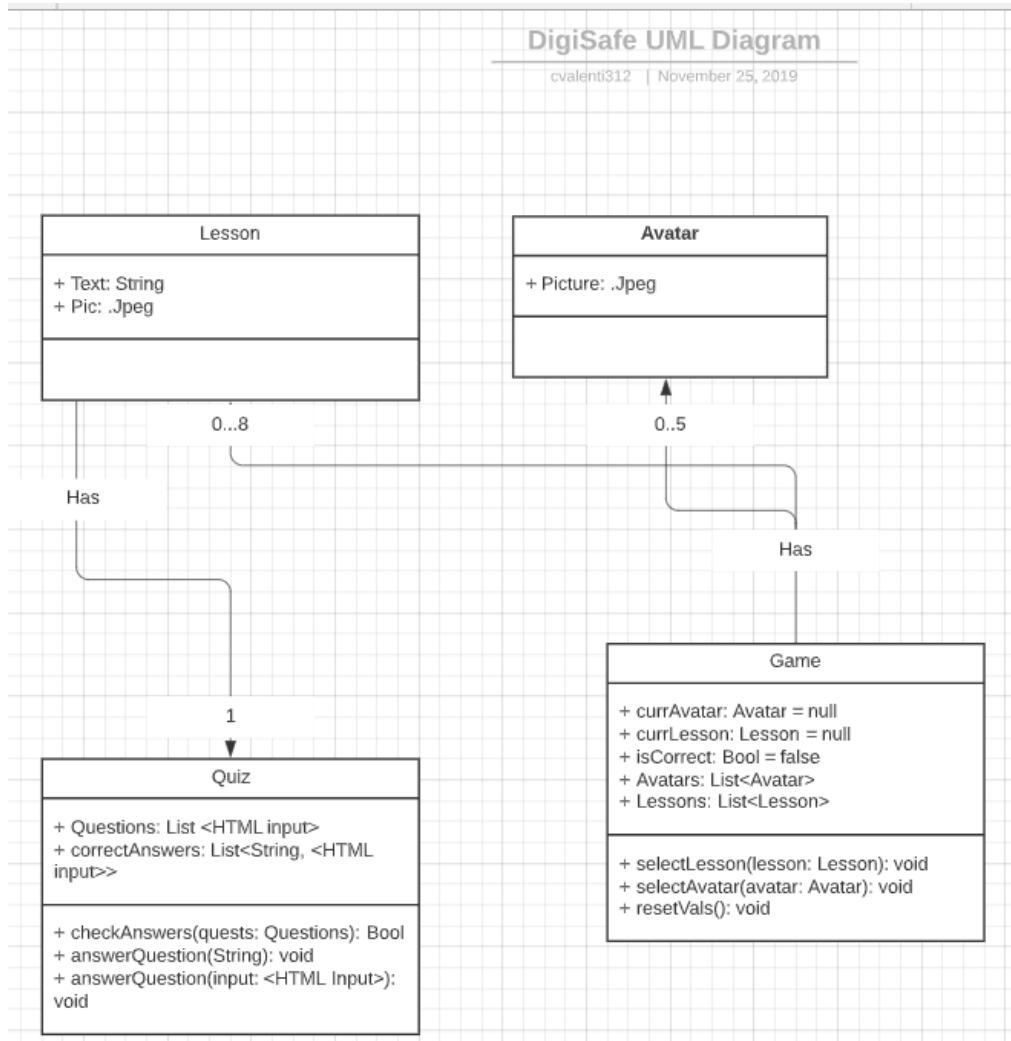 DigiSafe UML Diagram
cvalenti312 | November 25, 2019
Lesson
+ Text: String
+ Pic: .Jpeg
Avatar
+ Picture: .Jpeg
0...8
0..5
Has
Has
1
Quiz
+ Questions: List <HTML input>
+ correctAnswers: List<String, <HTML
input>>
+ checkAnswers(quests: Questions): Bool
+ answerQuestion(String): void
+ answerQuestion(input: <HTML Input>):
void
Game
+ currAvatar: Avatar = null
+ currLesson: Lesson = null
+ isCorrect: Bool = false
+ Avatars: List<Avatar>
+ Lessons: List<Lesson>
+ selectLesson(lesson: Lesson): void
+ selectAvatar(avatar: Avatar): void
+ resetVals(): void